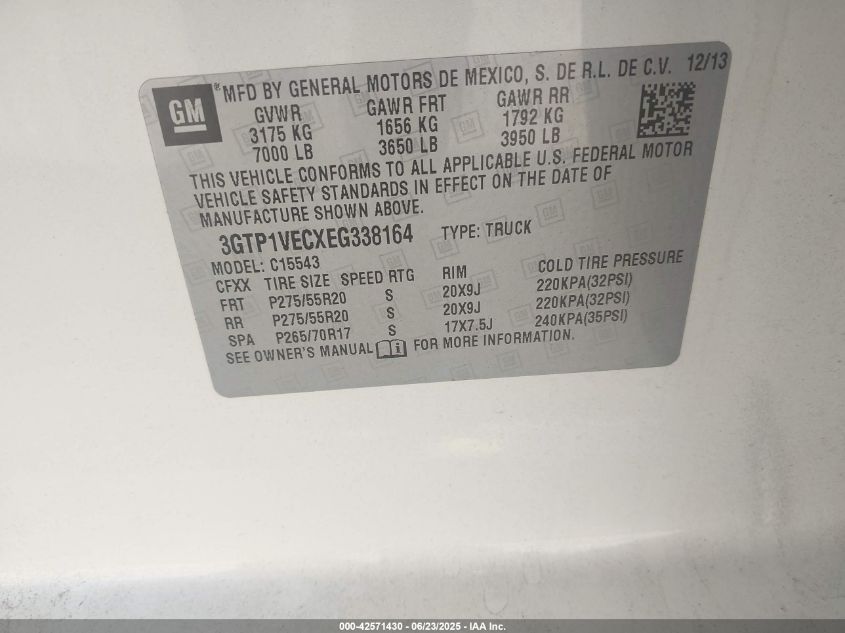 GM ® MFD BY GENERAL MOTORS DE MEXICO, S. DE R.L. DE C.V. 12/13
GVWR GAWR FRT GAWR RR
3175 KG 1656 KG 1792 KG
7000 LB 3650 LB 3950 LB
THIS VEHICLE CONFORMS TO ALL APPLICABLE U.S. FEDERAL MOTOR
VEHICLE SAFETY STANDARDS IN EFFECT ON THE DATE OF
MANUFACTURE SHOWN ABOVE.
3GTP1VECXEG338164 TYPE: TRUCK
MODEL: C15543
CFXX TIRE SIZE SPEED RTG RIM COLD TIRE PRESSURE
FRT P275/55R20 S 20X9J 220KPA(32PSI)
RR P275/55R20 S 20X9J 220KPA(32PSI)
SPA P265/70R17 S 17X7.5J 240KPA(35PSI)
SEE OWNER'S MANUAL i FOR MORE INFORMATION.
000-42571430 - 06/23/2025 - IAA Inc.